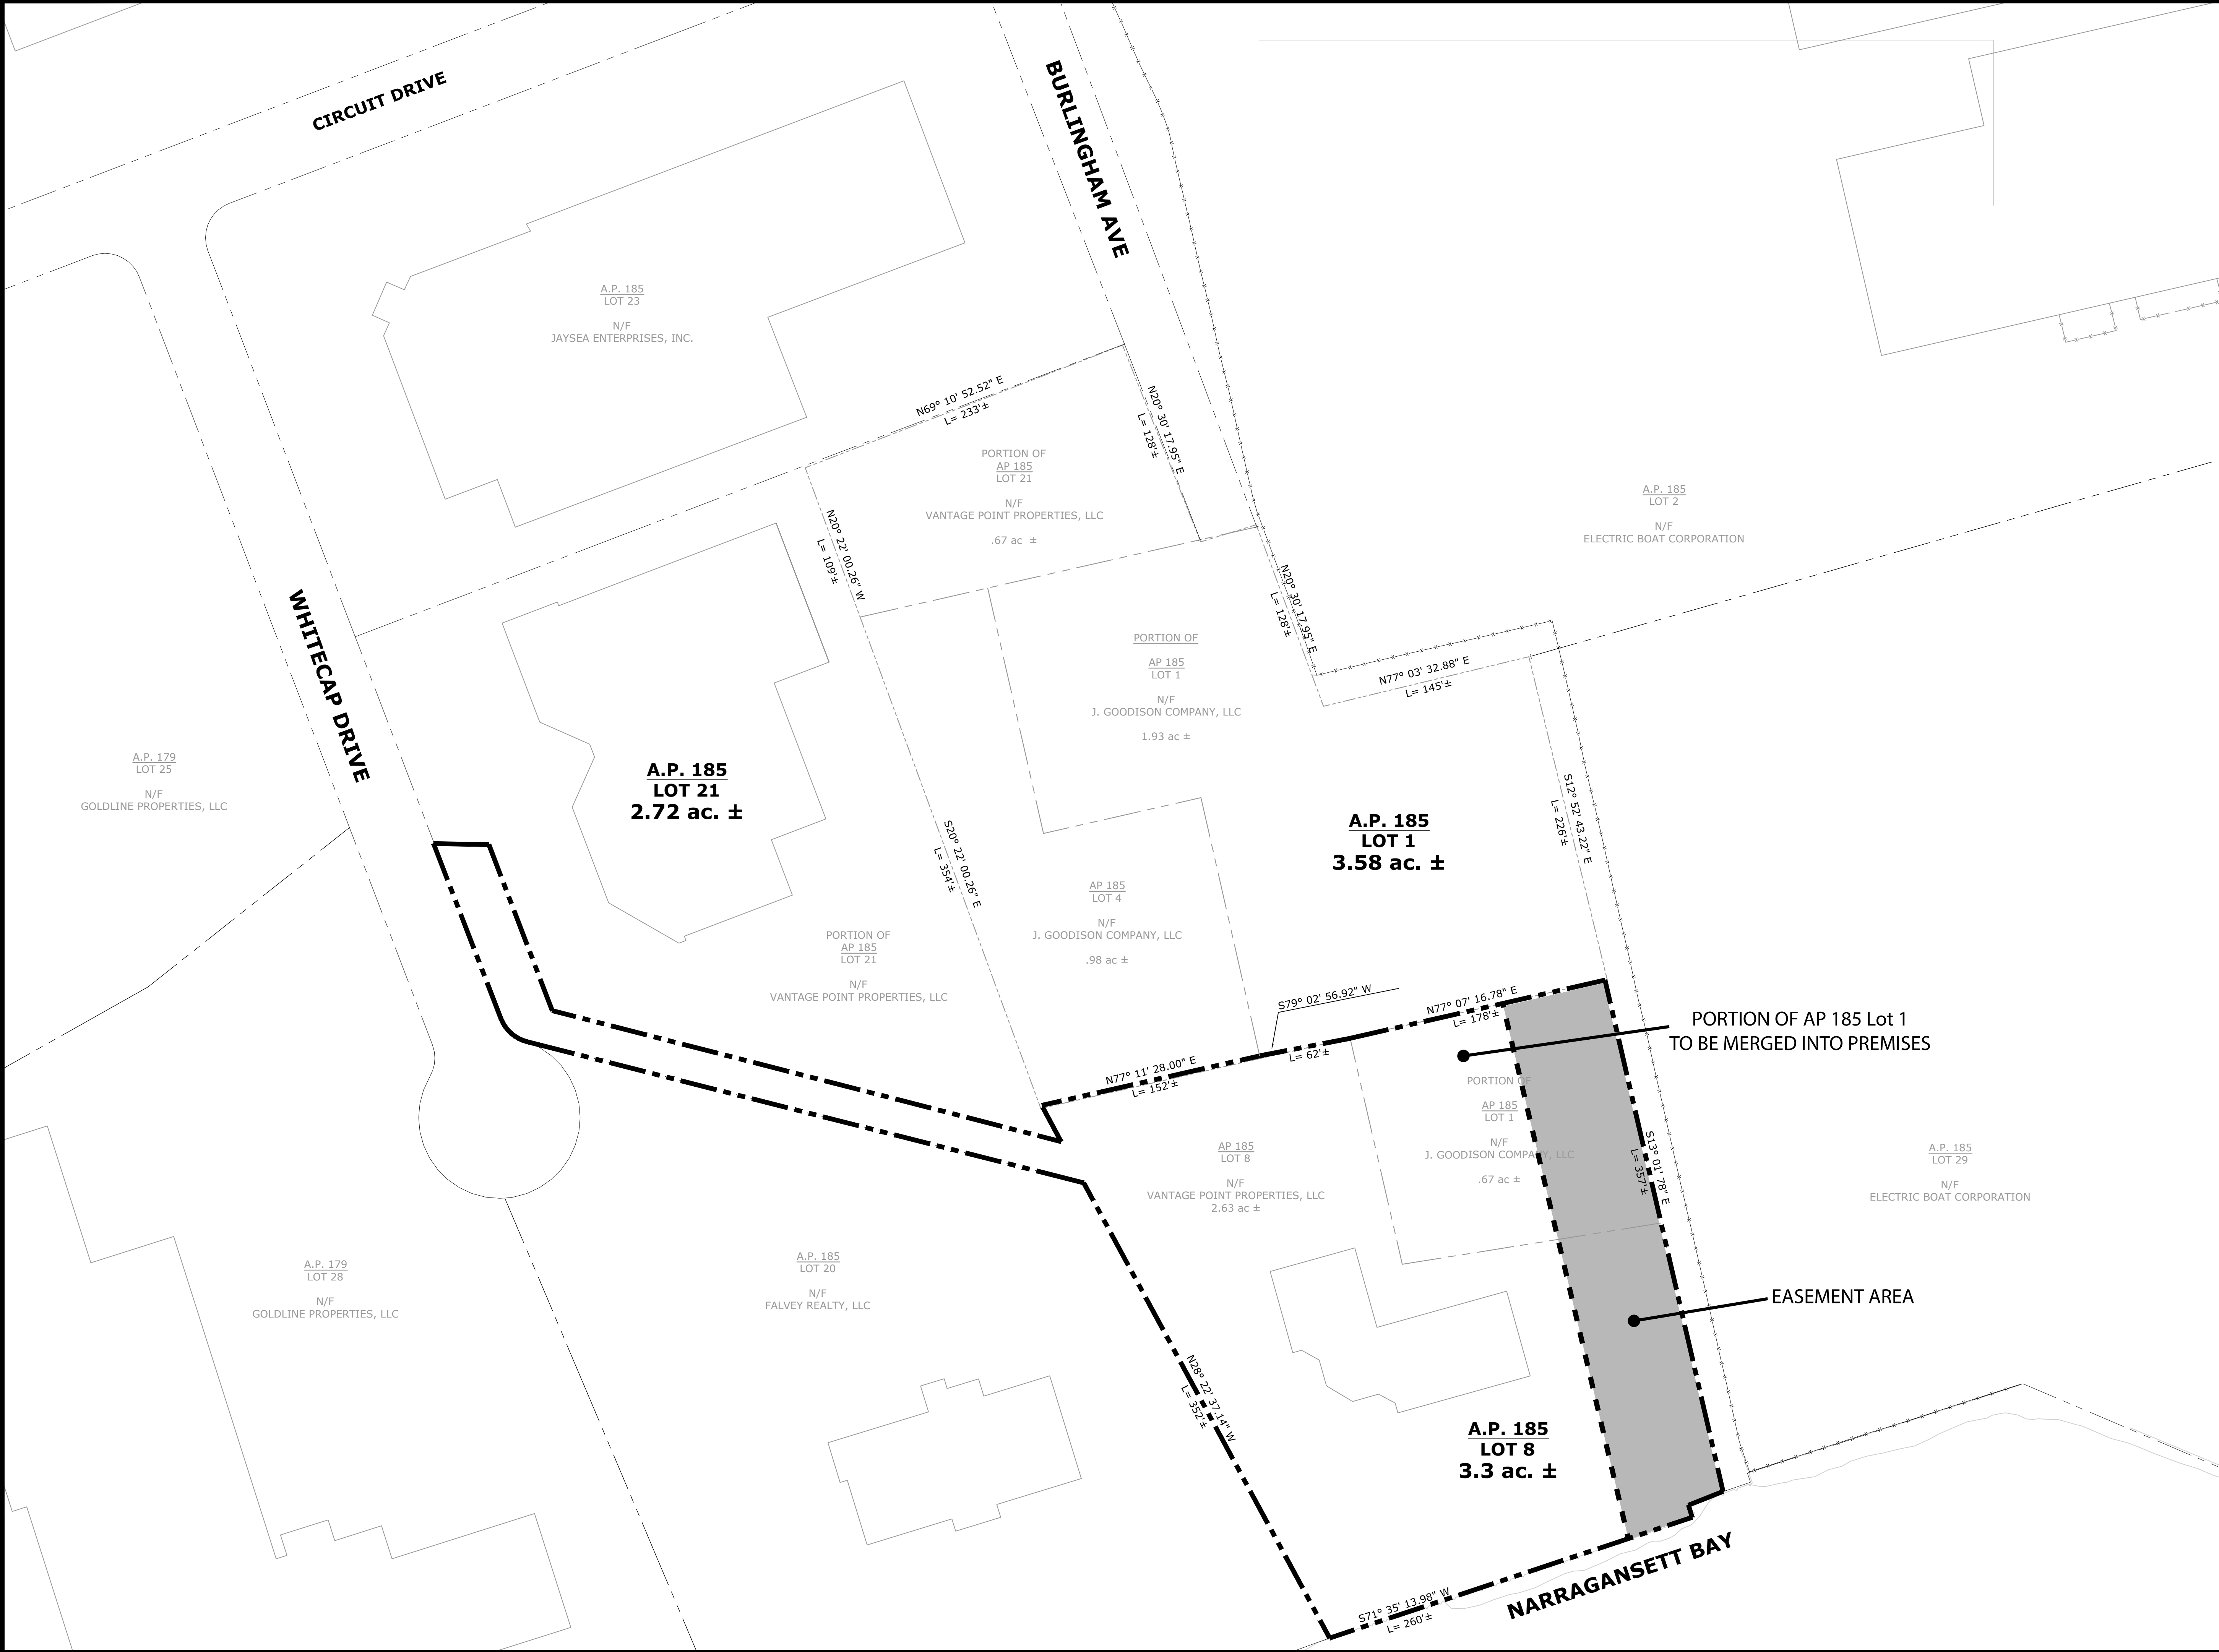 CIRCUIT DRIVE
BURLINGHAM AVE
A.P. 185
LOT 23
N/F
JAYSEA ENTERPRISES, INC.
N69° 10' 52.52" E
L= 233'±
N20° 30' 17.95" E
L= 128'±
PORTION OF
AP 185
LOT 21
N/F
VANTAGE POINT PROPERTIES, LLC
.67 ac ±
A.P. 185
LOT 2
N/F
ELECTRIC BOAT CORPORATION
N20° 22' 00.26" W
L= 109'±
N20° 30' 17.95" E
L= 128'±
WHITECAP DRIVE
PORTION OF
AP 185
LOT 1
N/F
J. GOODISON COMPANY, LLC
1.93 ac ±
N77° 03' 32.88" E
L= 145'±
A.P. 179
LOT 25
N/F
GOLDLINE PROPERTIES, LLC
A.P. 185
LOT 21
2.72 ac. ±
S20° 22' 00.26" E
L= 354'±
A.P. 185
LOT 1
3.58 ac. ±
S12° 52' 43.22" E
L= 226'±
AP 185
LOT 4
N/F
J. GOODISON COMPANY, LLC
.98 ac ±
PORTION OF
AP 185
LOT 21
N/F
VANTAGE POINT PROPERTIES, LLC
S79° 02' 56.92" W
L= 62'±
N77° 07' 16.78" E
L= 178'±
PORTION OF AP 185 Lot 1
TO BE MERGED INTO PREMISES
N77° 11' 28.00" E
L= 152'±
PORTION OF
AP 185
LOT 1
N/F
J. GOODISON COMPANY, LLC
.67 ac ±
AP 185
LOT 8
N/F
VANTAGE POINT PROPERTIES, LLC
2.63 ac ±
S13° 01' 78" E
L= 357'±
A.P. 185
LOT 29
N/F
ELECTRIC BOAT CORPORATION
A.P. 179
LOT 28
N/F
GOLDLINE PROPERTIES, LLC
A.P. 185
LOT 20
N/F
FALVEY REALTY, LLC
EASEMENT AREA
N28° 22' 37.14" W
L= 352'±
A.P. 185
LOT 8
3.3 ac. ±
S71° 35' 13.98" W
L= 260'±
NARRAGANSETT BAY